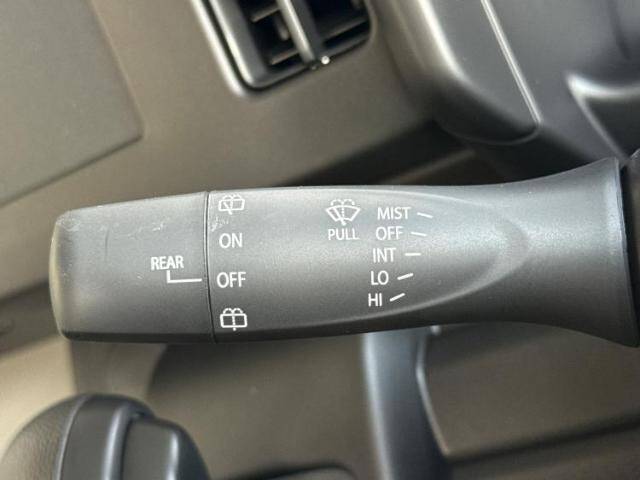 REAR
ON
OFF
PULL
MIST
OFF
INT
LO
HI